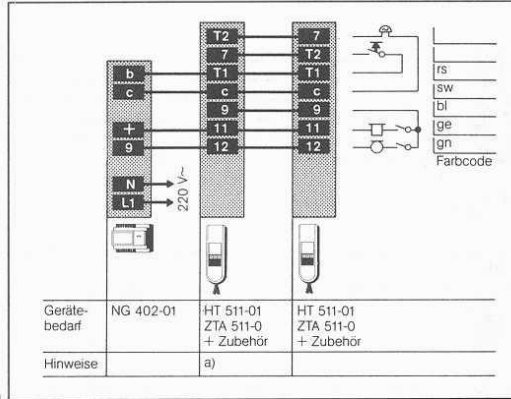 T2 7
7 T2
b T1 T1 rs
c c c sw
9 9 bl
+ 11 11 ge
9 12 12 gn
Farbcode
N
L1
220 V~
Geräte-
bedarf
NG 402-01
HT 511-01
ZTA 511-0
+ Zubehör
HT 511-01
ZTA 511-0
+ Zubehör
Hinweise a)